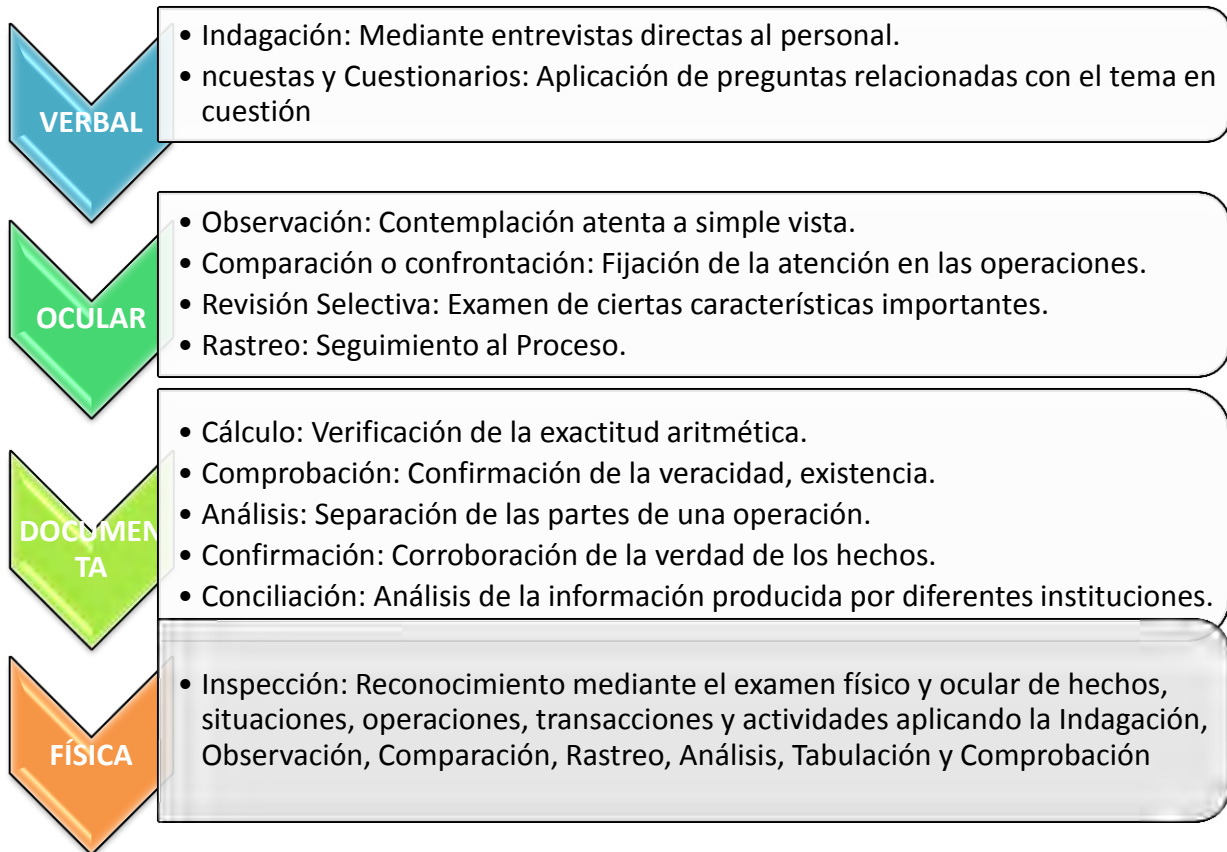 VERBAL
• Indagación: Mediante entrevistas directas al personal.
• ncuestas y Cuestionarios: Aplicación de preguntas relacionadas con el tema en
cuestión
OCULAR
• Observación: Contemplación atenta a simple vista.
• Comparación o confrontación: Fijación de la atención en las operaciones.
• Revisión Selectiva: Examen de ciertas características importantes.
• Rastreo: Seguimiento al Proceso.
DOCUMEN
TA
• Cálculo: Verificación de la exactitud aritmética.
• Comprobación: Confirmación de la veracidad, existencia.
• Análisis: Separación de las partes de una operación.
• Confirmación: Corroboración de la verdad de los hechos.
• Conciliación: Análisis de la información producida por diferentes instituciones.
FÍSICA
• Inspección: Reconocimiento mediante el examen físico y ocular de hechos,
situaciones, operaciones, transacciones y actividades aplicando la Indagación,
Observación, Comparación, Rastreo, Análisis, Tabulación y Comprobación